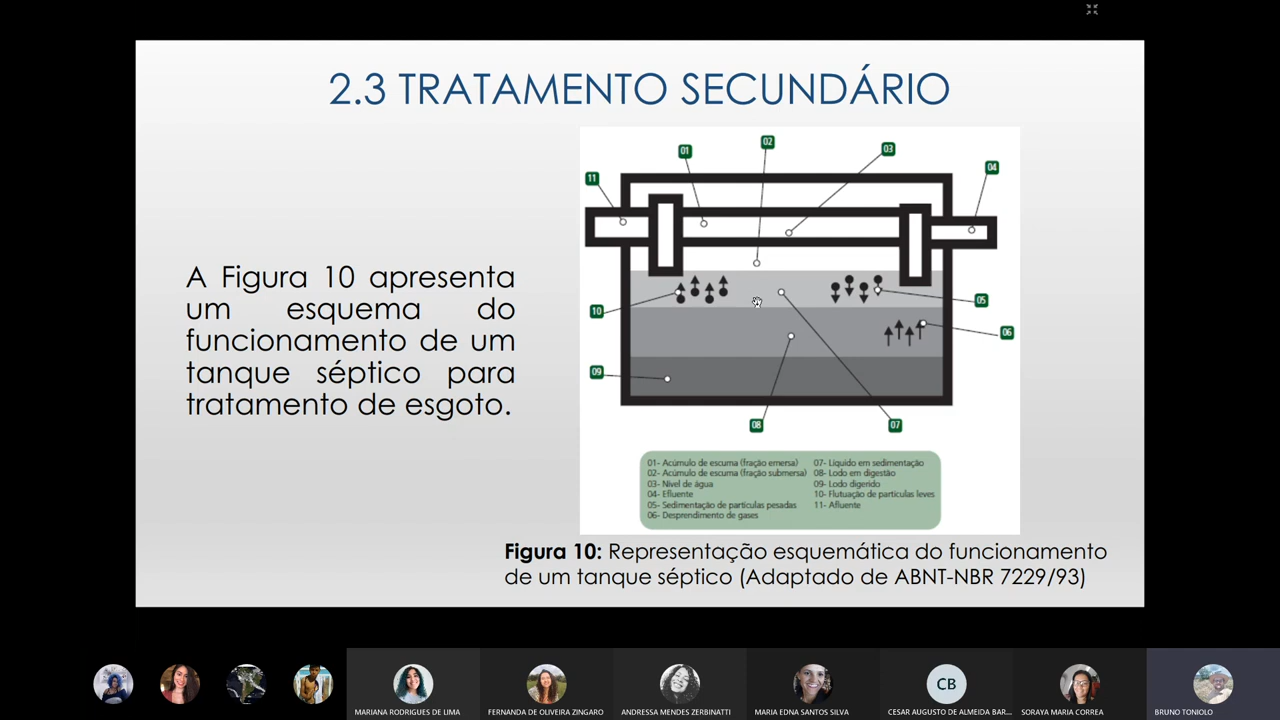 2.3 TRATAMENTO SECUNDÁRIO
A Figura 10 apresenta
um esquema do
funcionamento de um
tanque séptico para
tratamento de esgoto.
01
02
03
04
11
10
05
06
09
08
07
01- Acúmulo de escuma (fração emersa)
02- Acúmulo de escuma (fração submersa)
03- Nível de água
04- Efluente
05- Sedimentação de partículas pesadas
06- Desprendimento de gases
07- Líquido em sedimentação
08- Lodo em digestão
09- Lodo digerido
10- Flutuação de partículas leves
11- Afluente
Figura 10: Representação esquemática do funcionamento
de um tanque séptico (Adaptado de ABNT-NBR 7229/93)
MARIANA RODRIGUES DE LIMA
FERNANDA DE OLIVEIRA ZINGARO
ANDRESSA MENDES ZERBINATTI
MARIA EDNA SANTOS SILVA
CB
CESAR AUGUSTO DE ALMEIDA BAR...
SORAYA MARIA CORREA
BRUNO TONIOLO